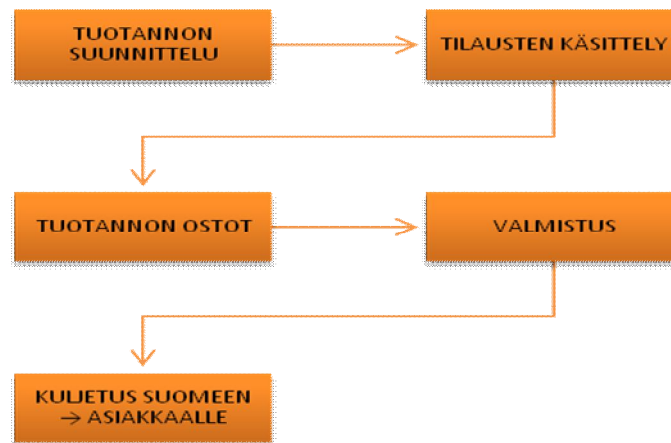 TUOTANNON
SUUNNITTELU
TILAUSTEN KÄSITTELY
TUOTANNON OSTOT
VALMISTUS
KULJETUS SUOMEEN
→ ASIAKKAALLE